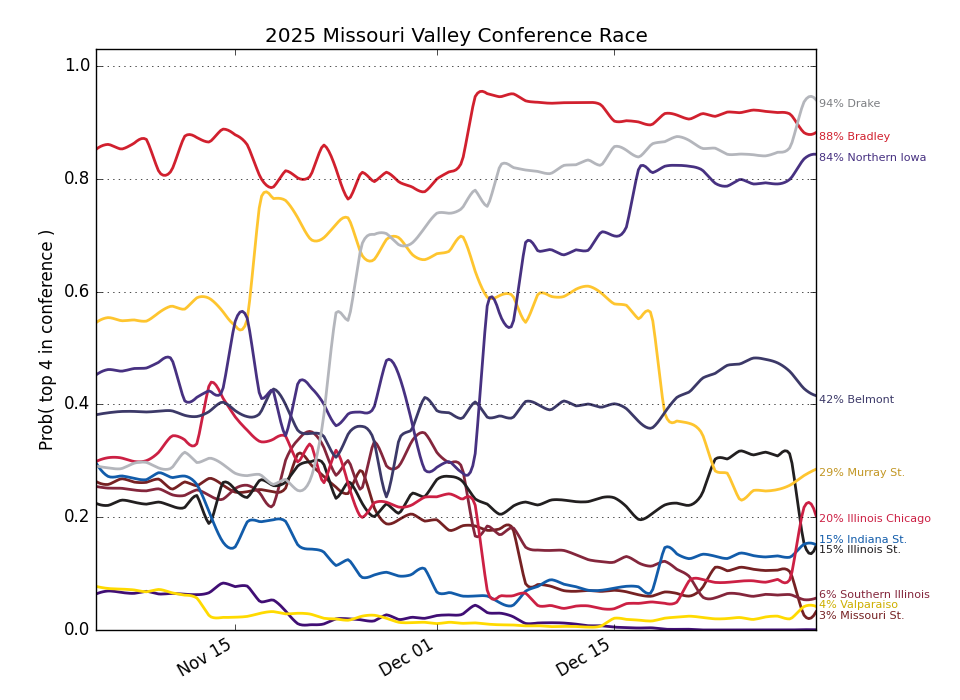 2025 Missouri Valley Conference Race
Prob( top 4 in conference )
1.0
0.8
0.6
0.4
0.2
0.0
Nov 15
Dec 01
Dec 15
94% Drake
88% Bradley
84% Northern Iowa
42% Belmont
29% Murray St.
20% Illinois Chicago
15% Indiana St.
15% Illinois St.
6% Southern Illinois
4% Valparaiso
3% Missouri St.